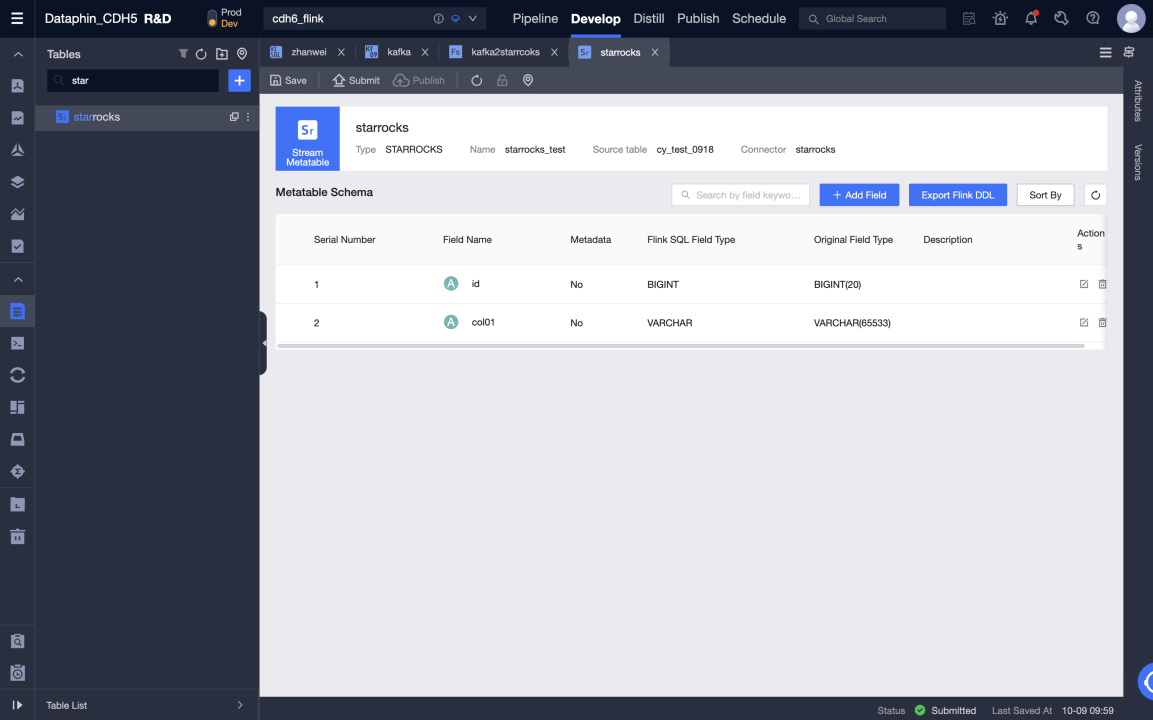 Dataphin_CDH5 R&D
Prod
Dev
cdh6_flink
Pipeline Develop Distill Publish Schedule
Global Search
Tables
star
starrocks
Table List
zhanwei
kafka
Fs kafka2starrcoks
Sr starrocks
Save Submit Publish
Sr
Stream
Metatable
starrocks
Type STARROCKS Name starrocks_test Source table cy_test_0918 Connector starrocks
Metatable Schema
Search by field keywo...
+ Add Field
Export Flink DDL
Sort By
Serial Number Field Name Metadata Flink SQL Field Type Original Field Type Description Action
s
1 A id No BIGINT BIGINT(20)
2 A col01 No VARCHAR VARCHAR(65533)
Attributes
Versions
Status Submitted Last Saved At 10-09 09:59